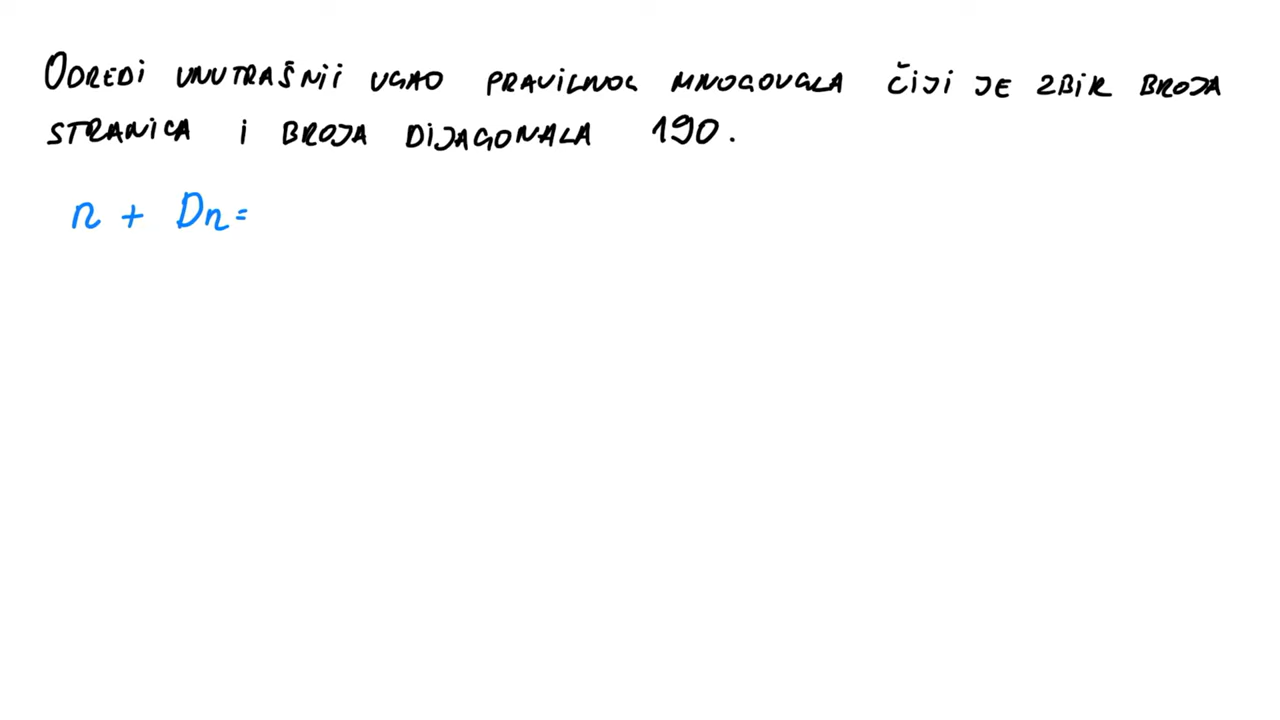 ODREDI UNUTRAŠNJI UGAO PRAVILNOG MNOGOUGLA ČIJI JE ZBIR BROJA
STRANICA I BROJA DIJAGONALA 190.
n + Dn=